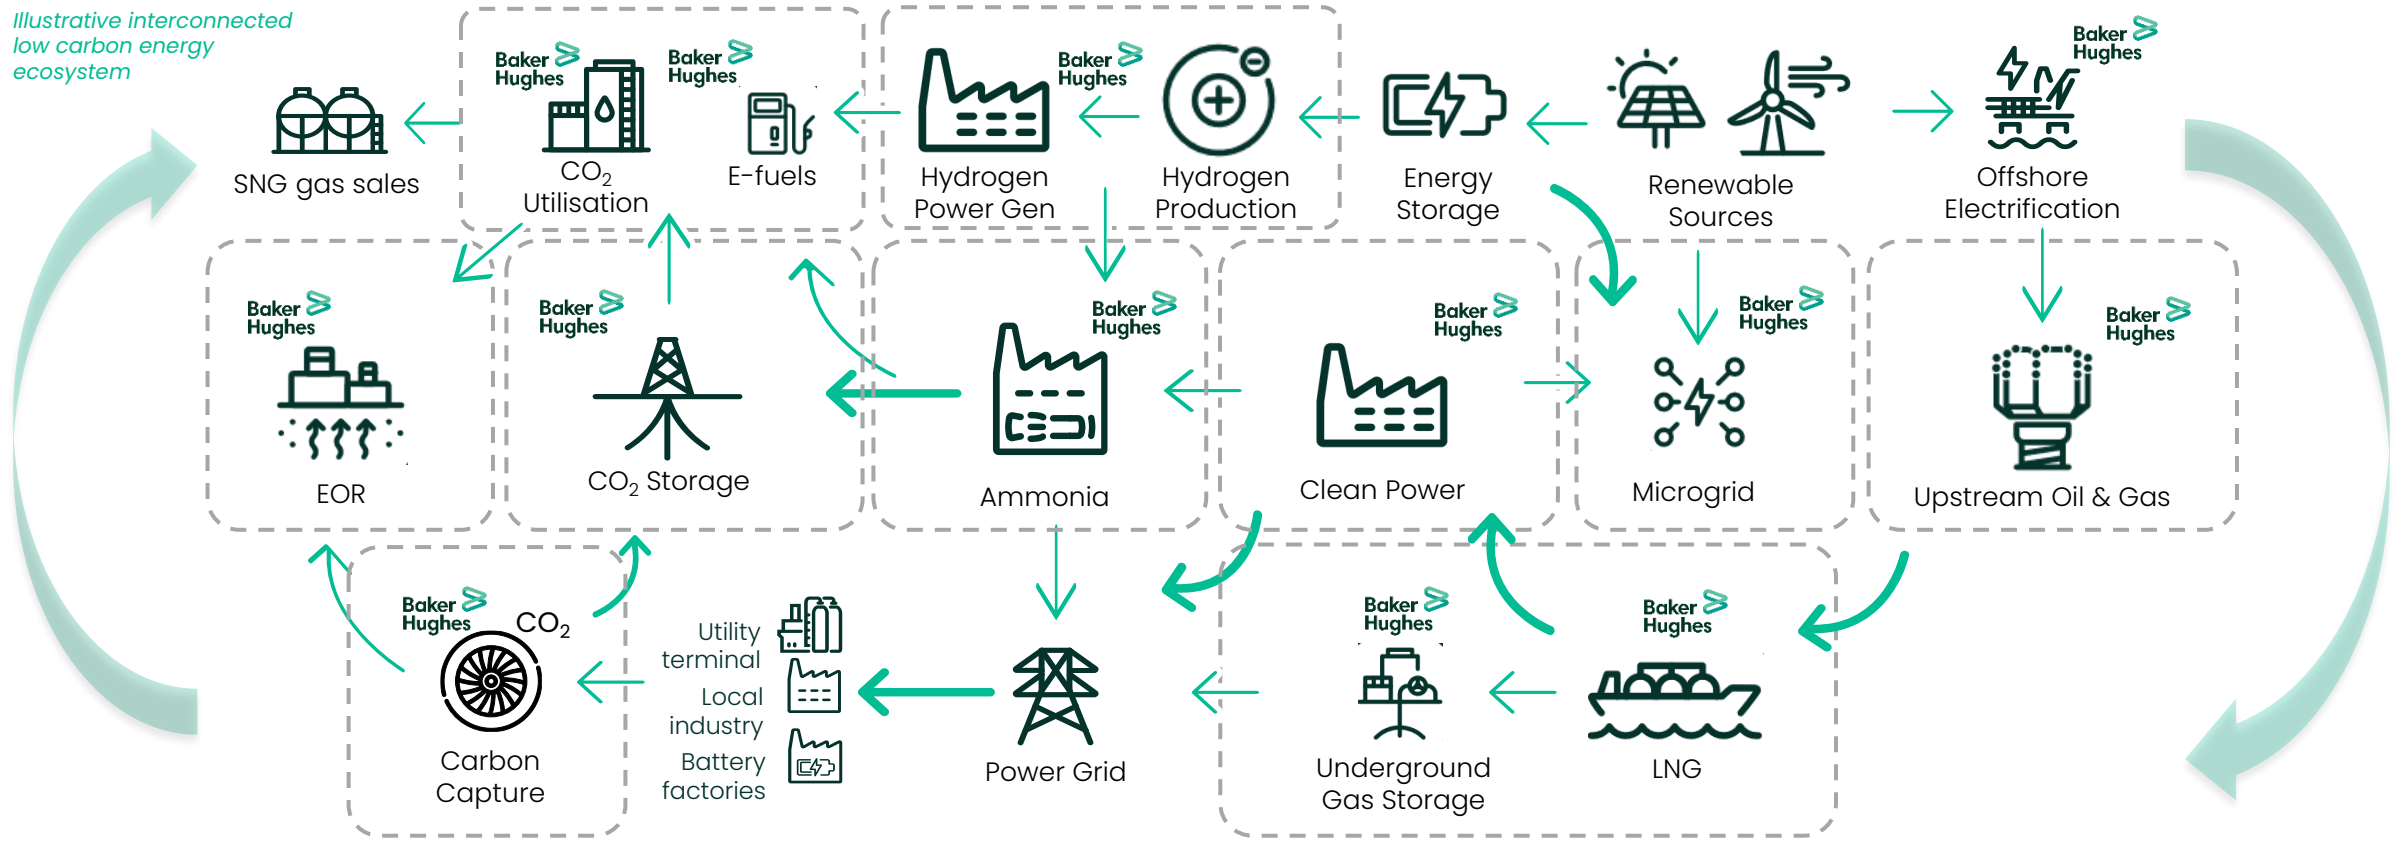 Illustrative interconnected
low carbon energy
ecosystem
SNG gas sales
Baker
Hughes
CO2
Utilisation
Baker
Hughes
E-fuels
Hydrogen
Power Gen
Baker
Hughes
Hydrogen
Production
Energy
Storage
Renewable
Sources
Baker
Hughes
Offshore
Electrification
Baker
Hughes
EOR
Baker
Hughes
CO2 Storage
Baker
Hughes
Ammonia
Baker
Hughes
Clean Power
Baker
Hughes
Microgrid
Baker
Hughes
Upstream Oil & Gas
Baker
Hughes
CO2
Carbon
Capture
Utility
terminal
Local
industry
Battery
factories
Power Grid
Baker
Hughes
Underground
Gas Storage
Baker
Hughes
LNG